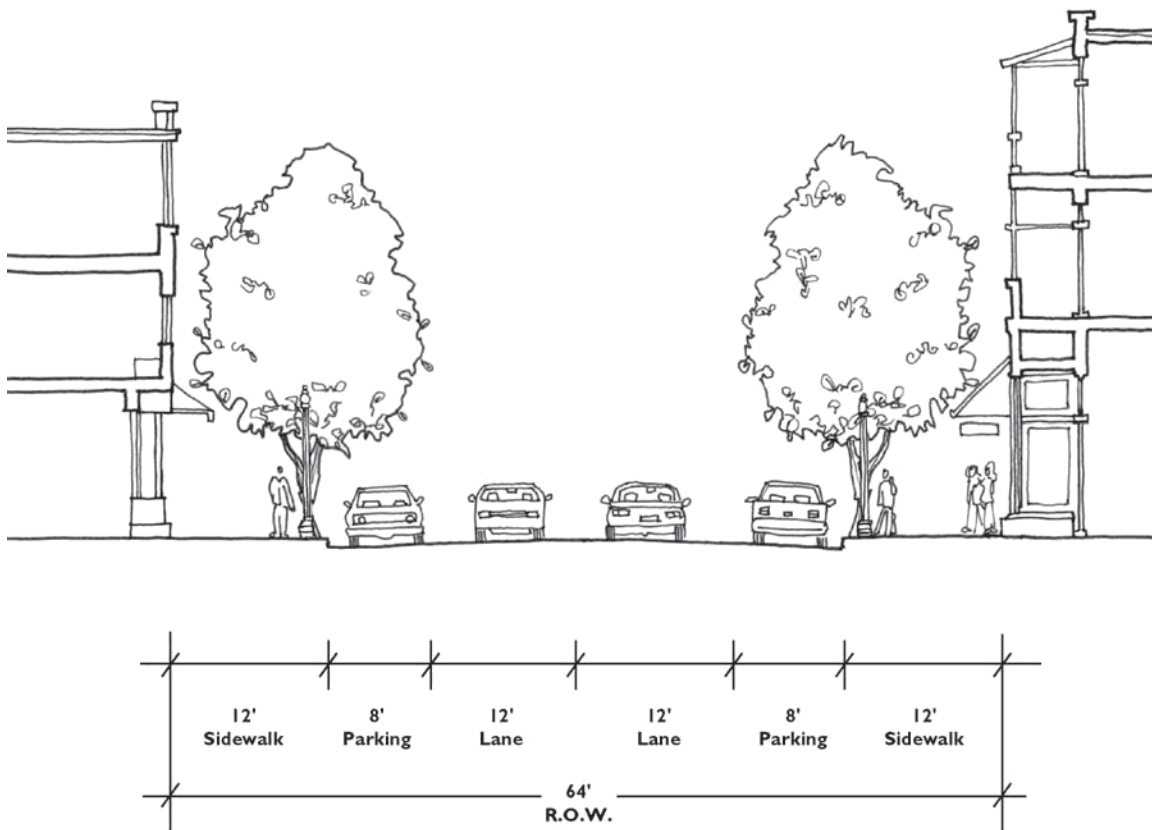 12' 8' 12' 12' 8' 12'
Sidewalk Parking Lane Lane Parking Sidewalk
64'
R.O.W.